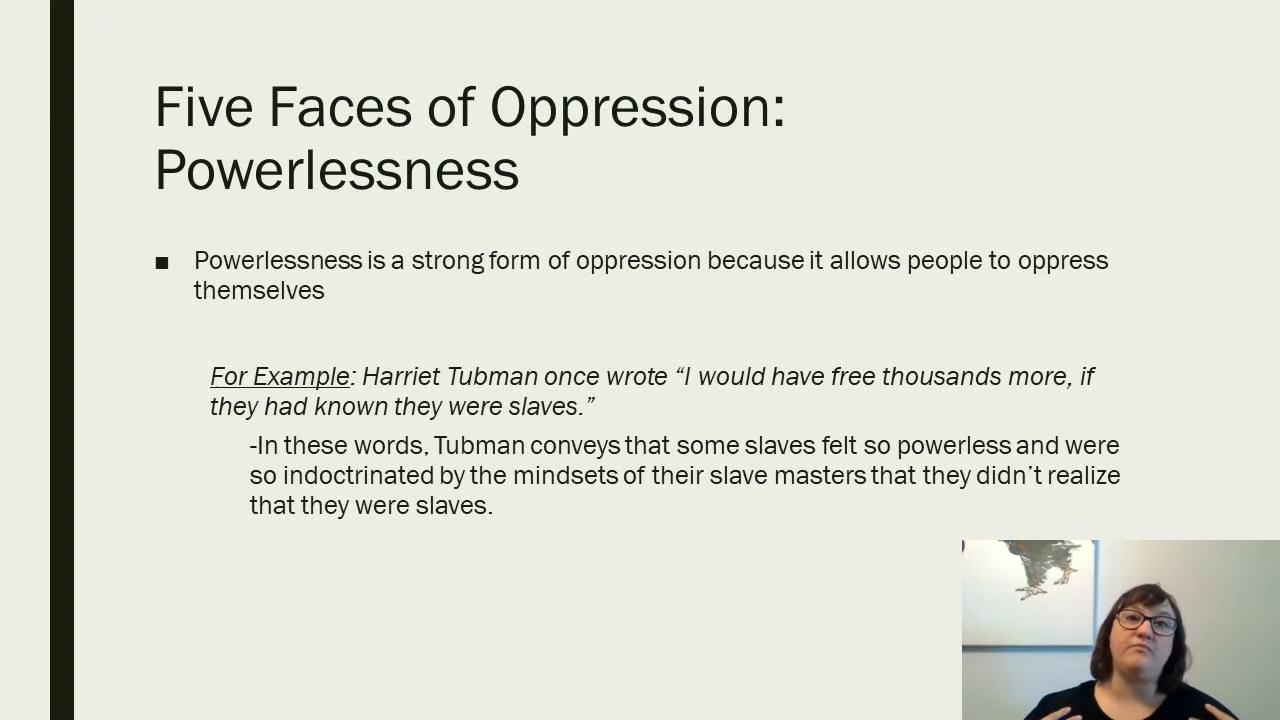 Five Faces of Oppression:
Powerlessness
■ Powerlessness is a strong form of oppression because it allows people to oppress
themselves
For Example: Harriet Tubman once wrote “I would have free thousands more, if
they had known they were slaves.”
-In these words, Tubman conveys that some slaves felt so powerless and were
so indoctrinated by the mindsets of their slave masters that they didn’t realize
that they were slaves.